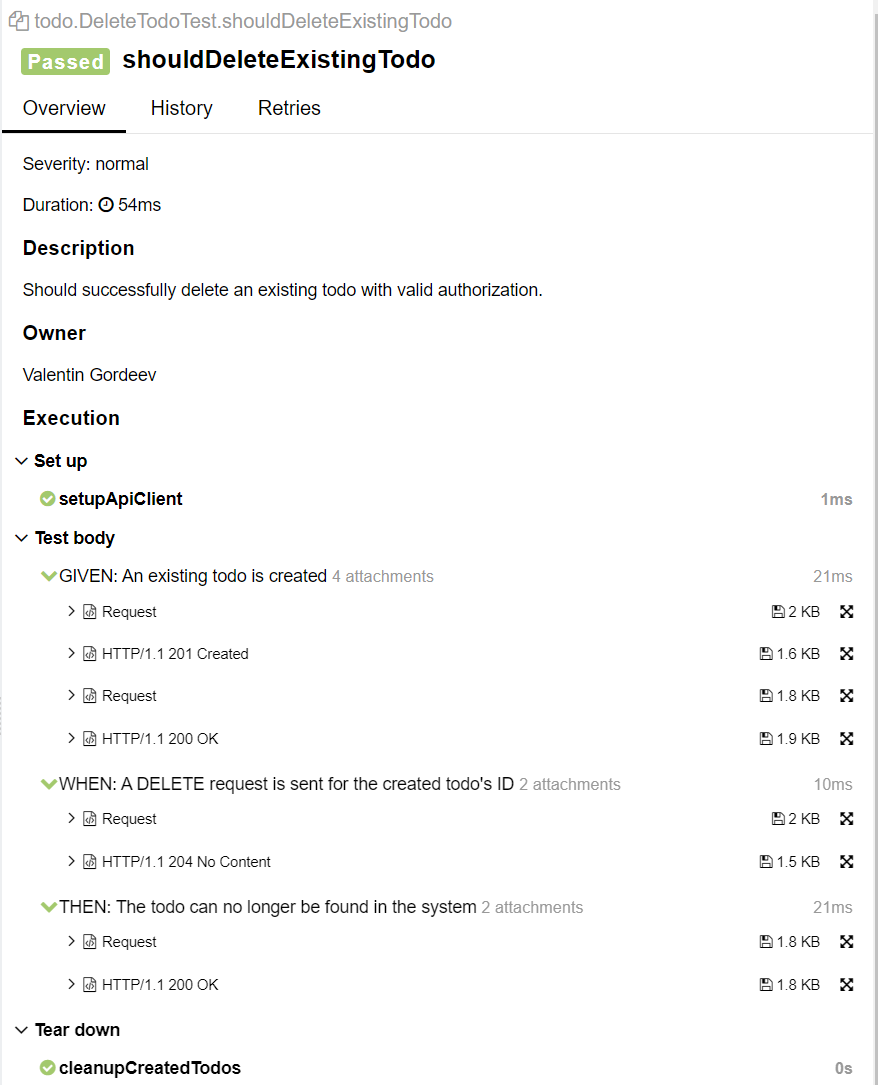 todo.DeleteTodoTest.shouldDeleteExistingTodo
Passed shouldDeleteExistingTodo
Overview History Retries
Severity: normal
Duration: 54ms
Description
Should successfully delete an existing todo with valid authorization.
Owner
Valentin Gordeev
Execution
Set up
setupApiClient 1ms
Test body
GIVEN: An existing todo is created 4 attachments 21ms
Request 2 KB
HTTP/1.1 201 Created 1.6 KB
Request 1.8 KB
HTTP/1.1 200 OK 1.9 KB
WHEN: A DELETE request is sent for the created todo's ID 2 attachments 10ms
Request 2 KB
HTTP/1.1 204 No Content 1.5 KB
THEN: The todo can no longer be found in the system 2 attachments 21ms
Request 1.8 KB
HTTP/1.1 200 OK 1.8 KB
Tear down
cleanupCreatedTodos 0s